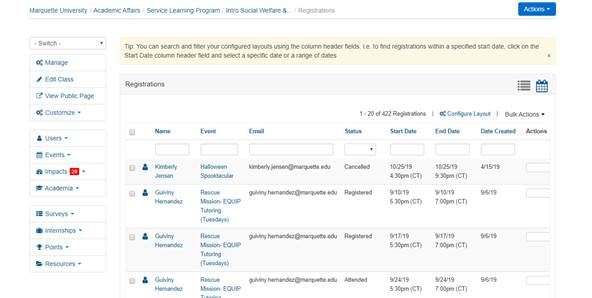 Marquette University / Academic Affairs / Service Learning Program / Intro Social Welfare &... / Registrations
Actions
- Switch -
Manage
Edit Class
View Public Page
Customize
Users
Events
Impacts 29
Academia
Surveys
Internships
Points
Resources
Tip: You can search and filter your configured layouts using the column header fields. i.e. to find registrations within a specified start date, click on the
Start Date column header field and select a specific date or a range of dates
x
Registrations
1 - 20 of 422 Registrations | Configure Layout | Bulk Actions
Name Event Email Status Start Date End Date Date Created Actions
Kimberly Halloween kimberly.jensen@marquette.edu Cancelled 10/25/19 10/25/19 4/15/19
Jensen Spooktacular 4:30pm (CT) 9:30pm (CT)
Guiviny Rescue guiviny.hernandez@marquette.edu Registered 9/10/19 9/10/19 9/6/19
Hernandez Mission- EQUIP 5:30pm (CT) 7:00pm (CT)
Tutoring
(Tuesdays)
Guiviny Rescue guiviny.hernandez@marquette.edu Registered 9/17/19 9/17/19 9/6/19
Hernandez Mission- EQUIP 5:30pm (CT) 7:00pm (CT)
Tutoring
(Tuesdays)
Guiviny Rescue guiviny.hernandez@marquette.edu Attended 9/24/19 9/24/19 9/6/19
Hernandez Mission- EQUIP 5:30pm (CT) 7:00pm (CT)
Tutoring